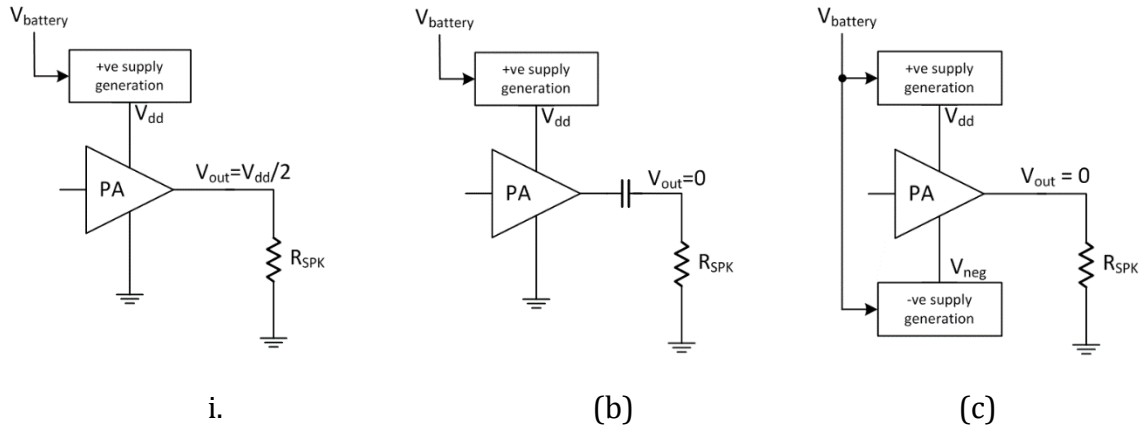 Vbattery
+ve supply
generation
Vdd
PA
Vout=Vdd/2
RSPK
i.
Vbattery
+ve supply
generation
Vdd
PA
Vout=0
RSPK
(b)
Vbattery
+ve supply
generation
Vdd
PA
Vout = 0
RSPK
Vneg
-ve supply
generation
(c)